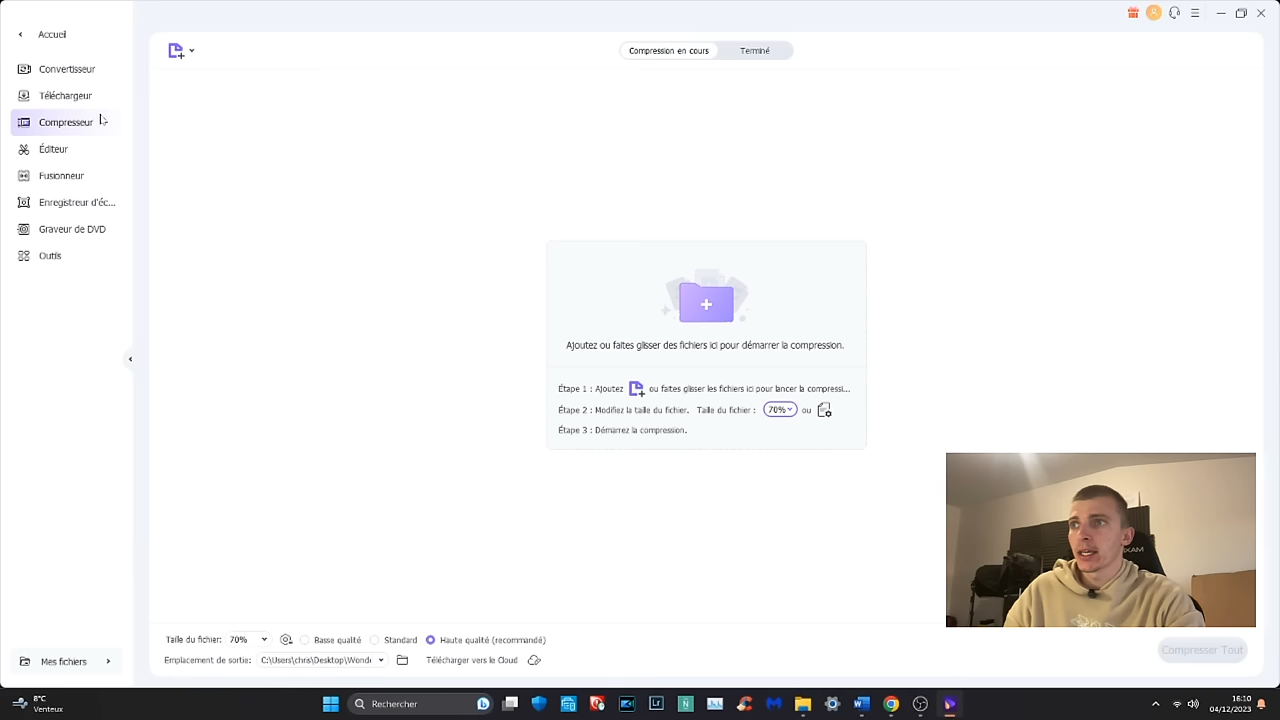 Accueil
Convertisseur
Téléchargeur
Compresseur
Éditeur
Fusionneur
Enregistreur d'éc...
Graveur de DVD
Outils
Mes fichiers
Compression en cours
Terminé
Ajoutez ou faites glisser des fichiers ici pour démarrer la compression.
Étape 1 : Ajoutez ou faites glisser les fichiers ici pour lancer la compressi...
Étape 2 : Modifiez la taille du fichier. Taille du fichier : 70% ou
Étape 3 : Démarrez la compression.
Taille du fichier: 70% Basse qualité Standard Haute qualité (recommandé)
Emplacement de sortie: C:\Users\chris\Desktop\Wond Télécharger vers le Cloud
Compresser Tout
8°C
Venteux
Rechercher
16:10
04/12/2023